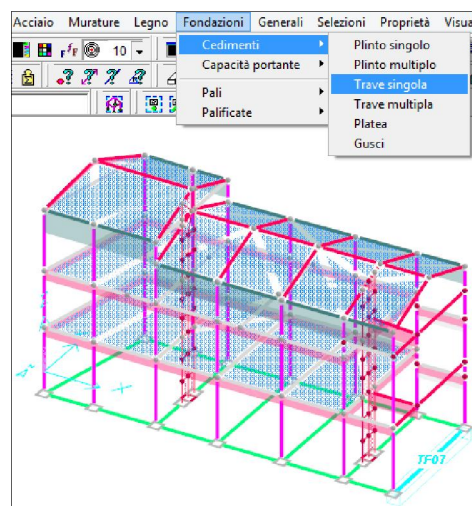 Acciaio Murature Legno Fondazioni Generali Selezioni Proprietà Visua
10
Cedimenti
Capacità portante
Pali
Palificate
Plinto singolo
Plinto multiplo
Trave singola
Trave multipla
Platea
Gusci
X
TF07